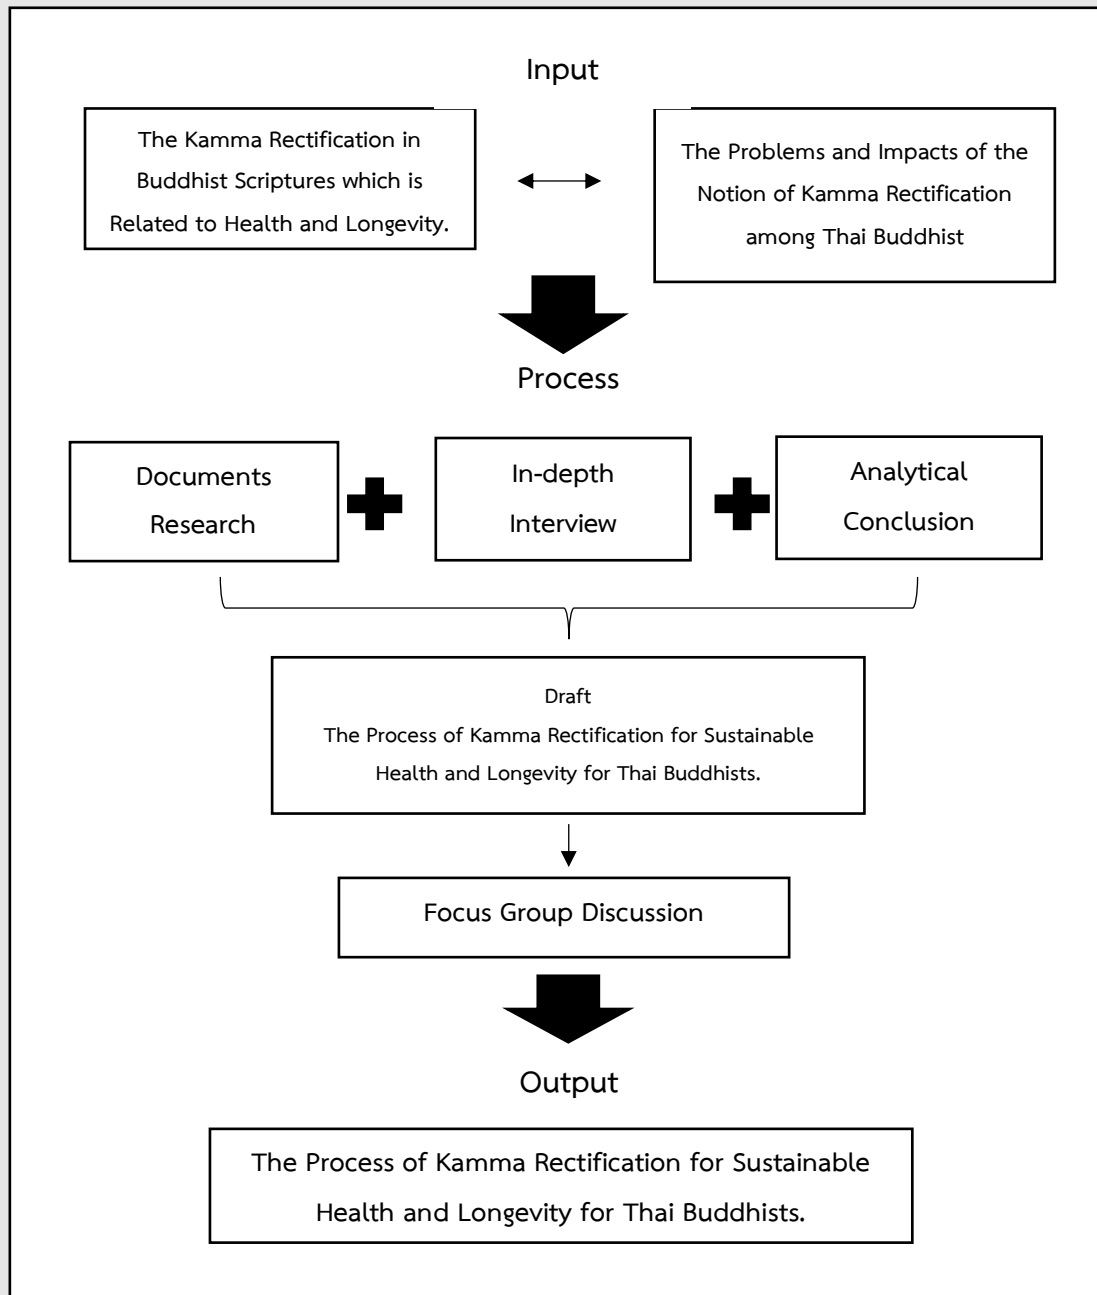 Input
The Kamma Rectification in
Buddhist Scriptures which is
Related to Health and Longevity.
The Problems and Impacts of the
Notion of Kamma Rectification
among Thai Buddhist
Process
Documents
Research
In-depth
Interview
Analytical
Conclusion
Draft
The Process of Kamma Rectification for Sustainable
Health and Longevity for Thai Buddhists.
Focus Group Discussion
Output
The Process of Kamma Rectification for Sustainable
Health and Longevity for Thai Buddhists.